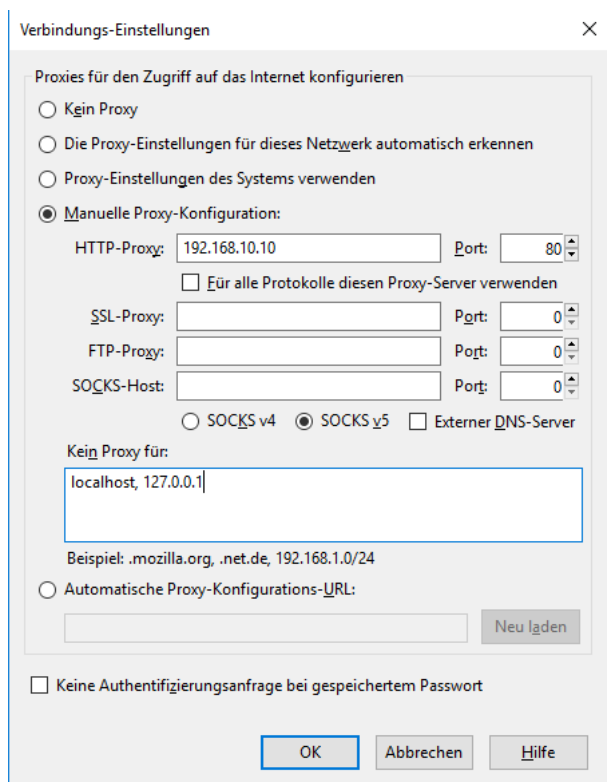 Verbindungs-Einstellungen
Proxies für den Zugriff auf das Internet konfigurieren
Kein Proxy
Die Proxy-Einstellungen für dieses Netzwerk automatisch erkennen
Proxy-Einstellungen des Systems verwenden
Manuelle Proxy-Konfiguration:
HTTP-Proxy: 192.168.10.10 Port: 80
Für alle Protokolle diesen Proxy-Server verwenden
SSL-Proxy: Port: 0
FTP-Proxy: Port: 0
SOCKS-Host: Port: 0
SOCKS v4 SOCKS v5 Externer DNS-Server
Kein Proxy für:
localhost, 127.0.0.1
Beispiel: .mozilla.org, .net.de, 192.168.1.0/24
Automatische Proxy-Konfigurations-URL:
Neu laden
Keine Authentifizierungsanfrage bei gespeichertem Passwort
OK Abbrechen Hilfe